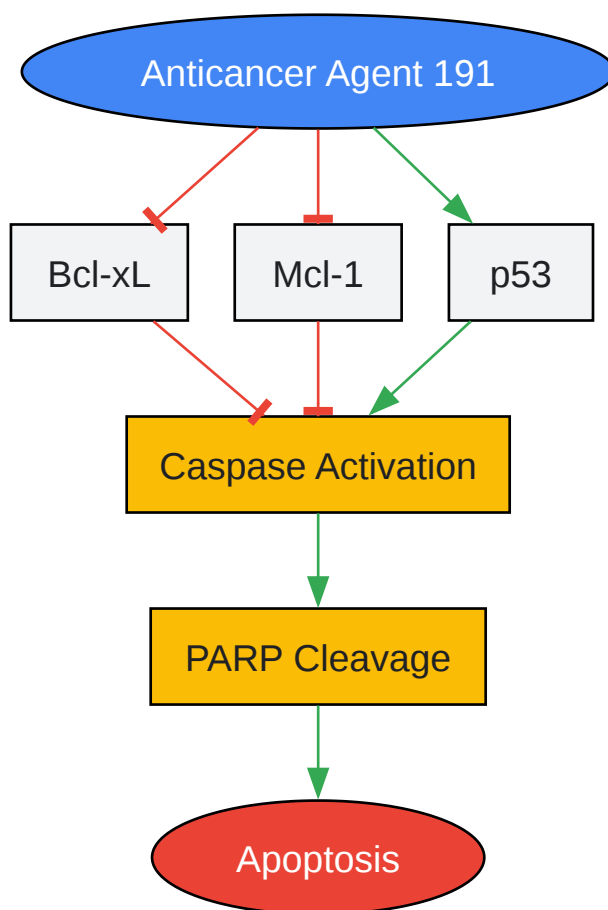 Anticancer Agent 191
Bcl-xL
Mcl-1
p53
Caspase Activation
PARP Cleavage
Apoptosis